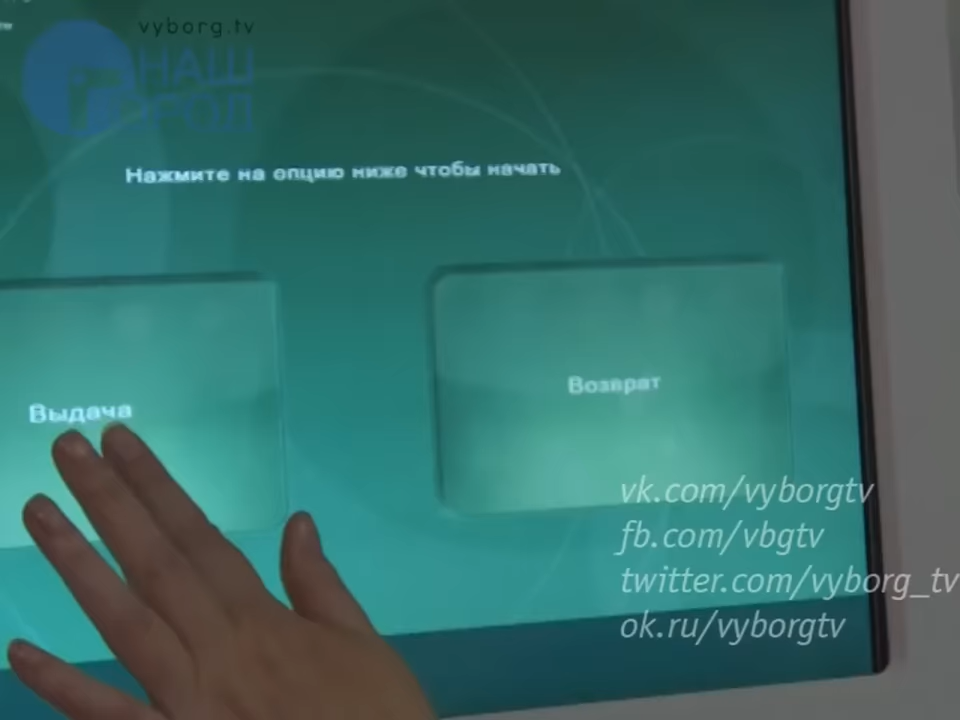 vyborg.tv
НАШ
ГОРОД
Нажмите на опцию ниже чтобы начать
Выдача
Возврат
vk.com/vyborgtv
fb.com/vbgtv
twitter.com/vyborg_tv
ok.ru/vyborgtv